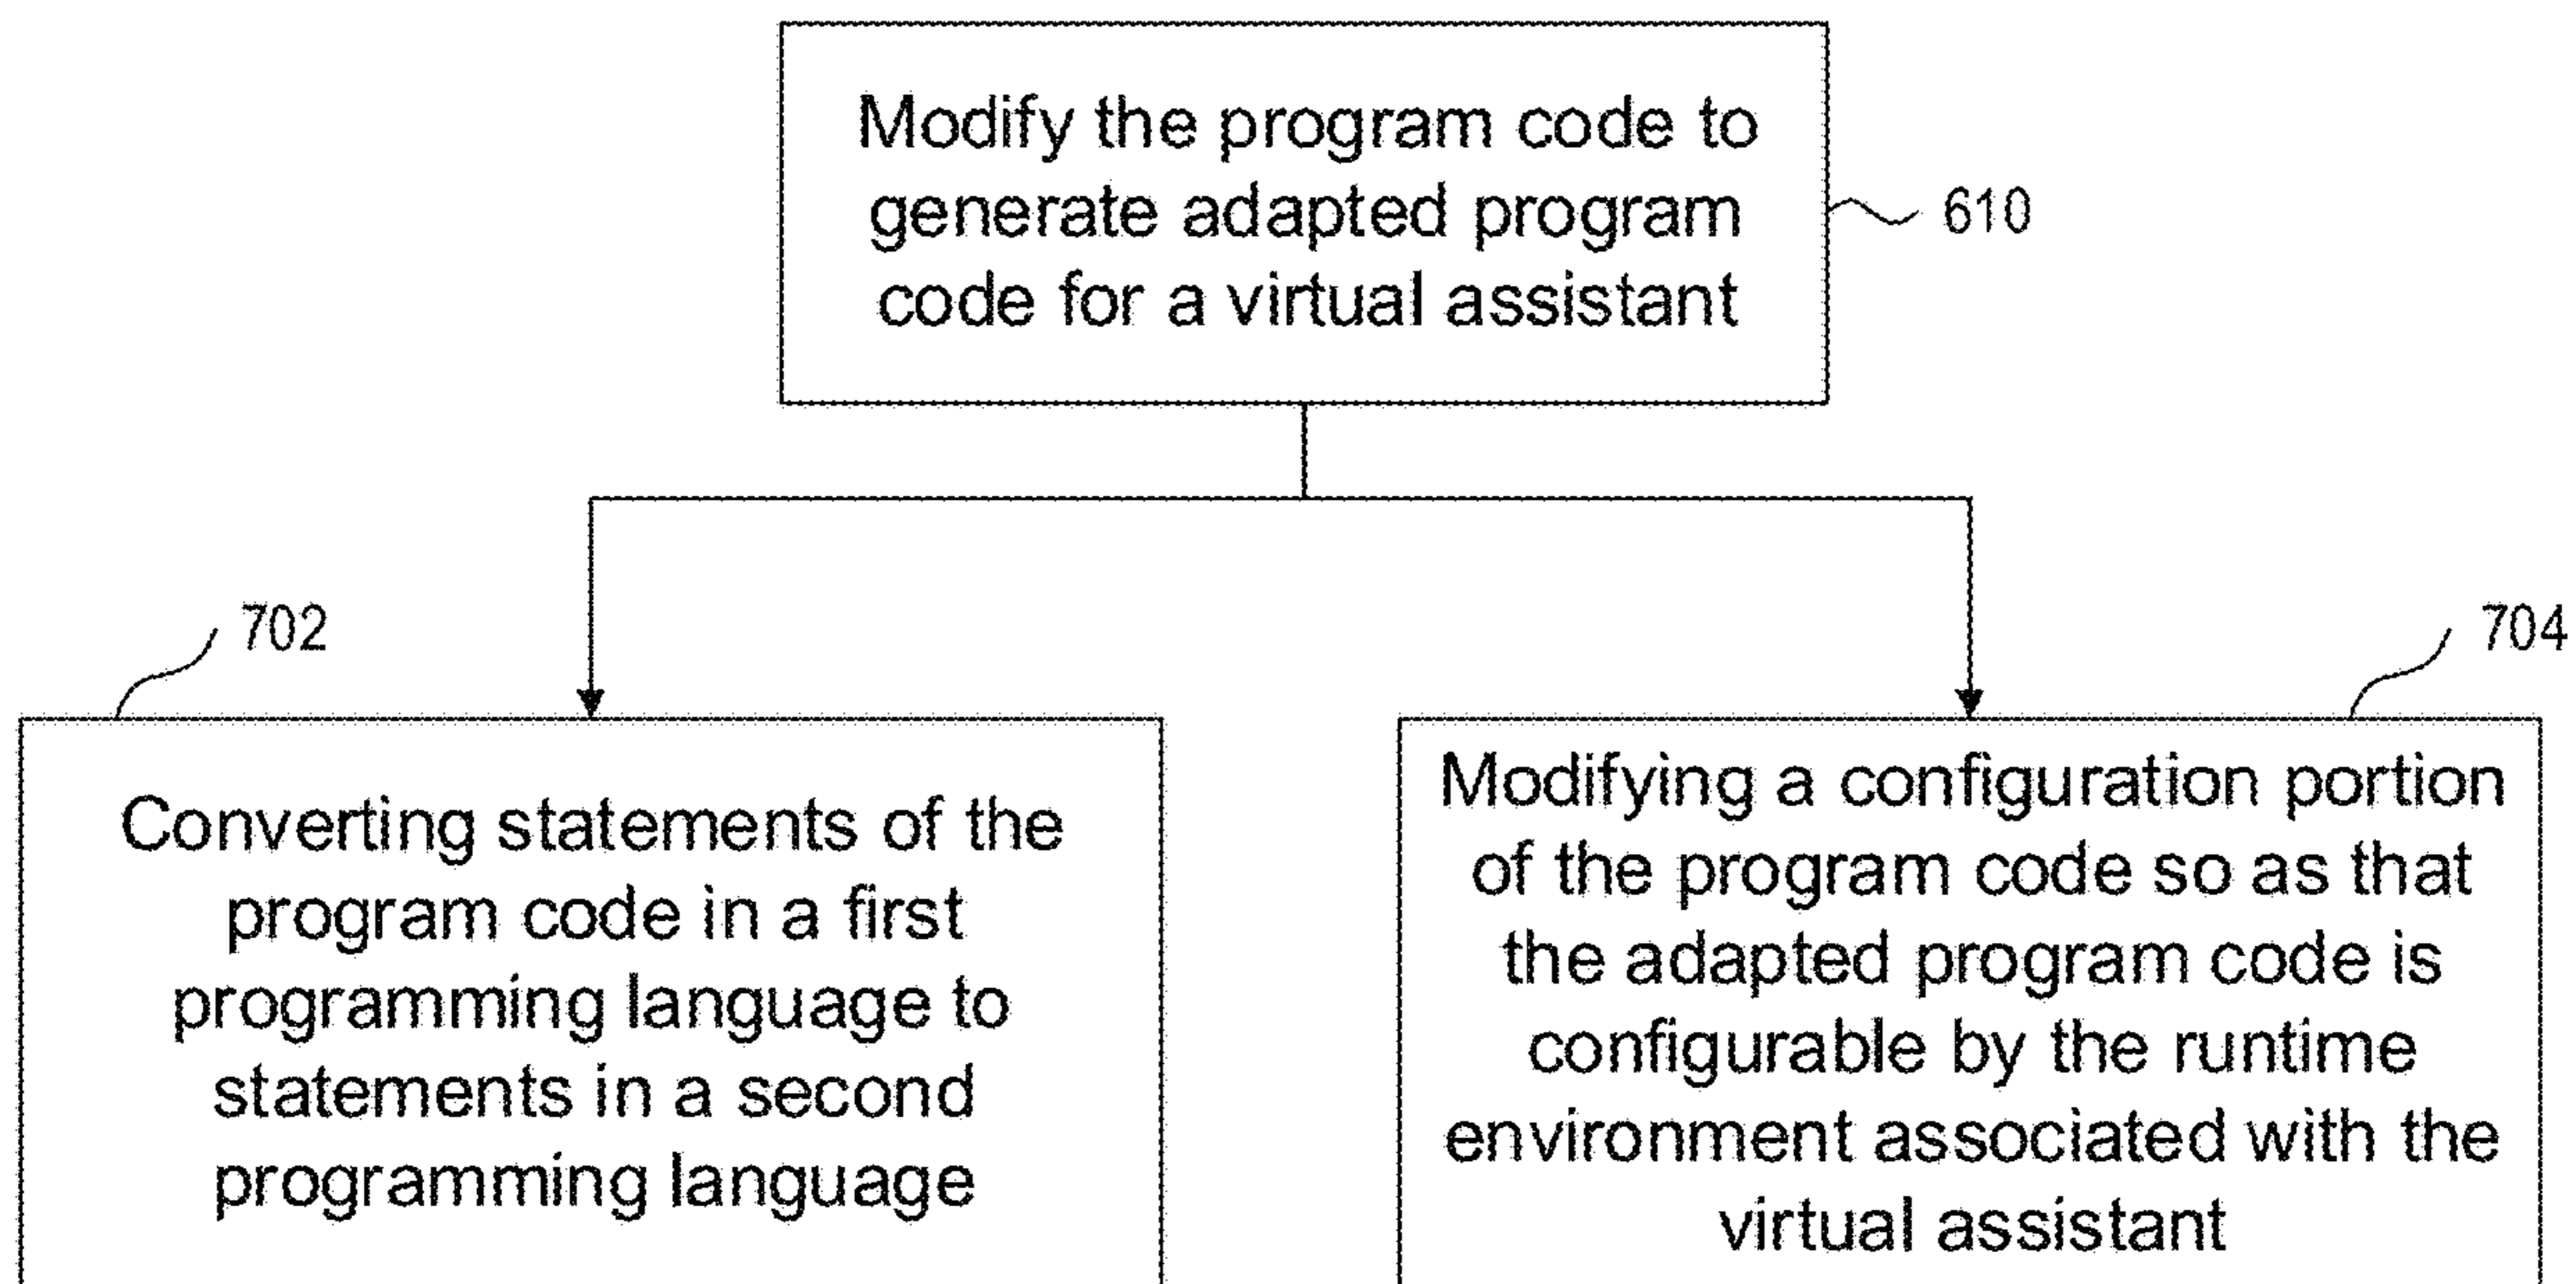 Modify the program code to
generate adapted program
code for a virtual assistant
610
702
704
Converting statements of the
program code in a first
programming language to
statements in a second
programming language
Modifying a configuration portion
of the program code so as that
the adapted program code is
configurable by the runtime
environment associated with the
virtual assistant